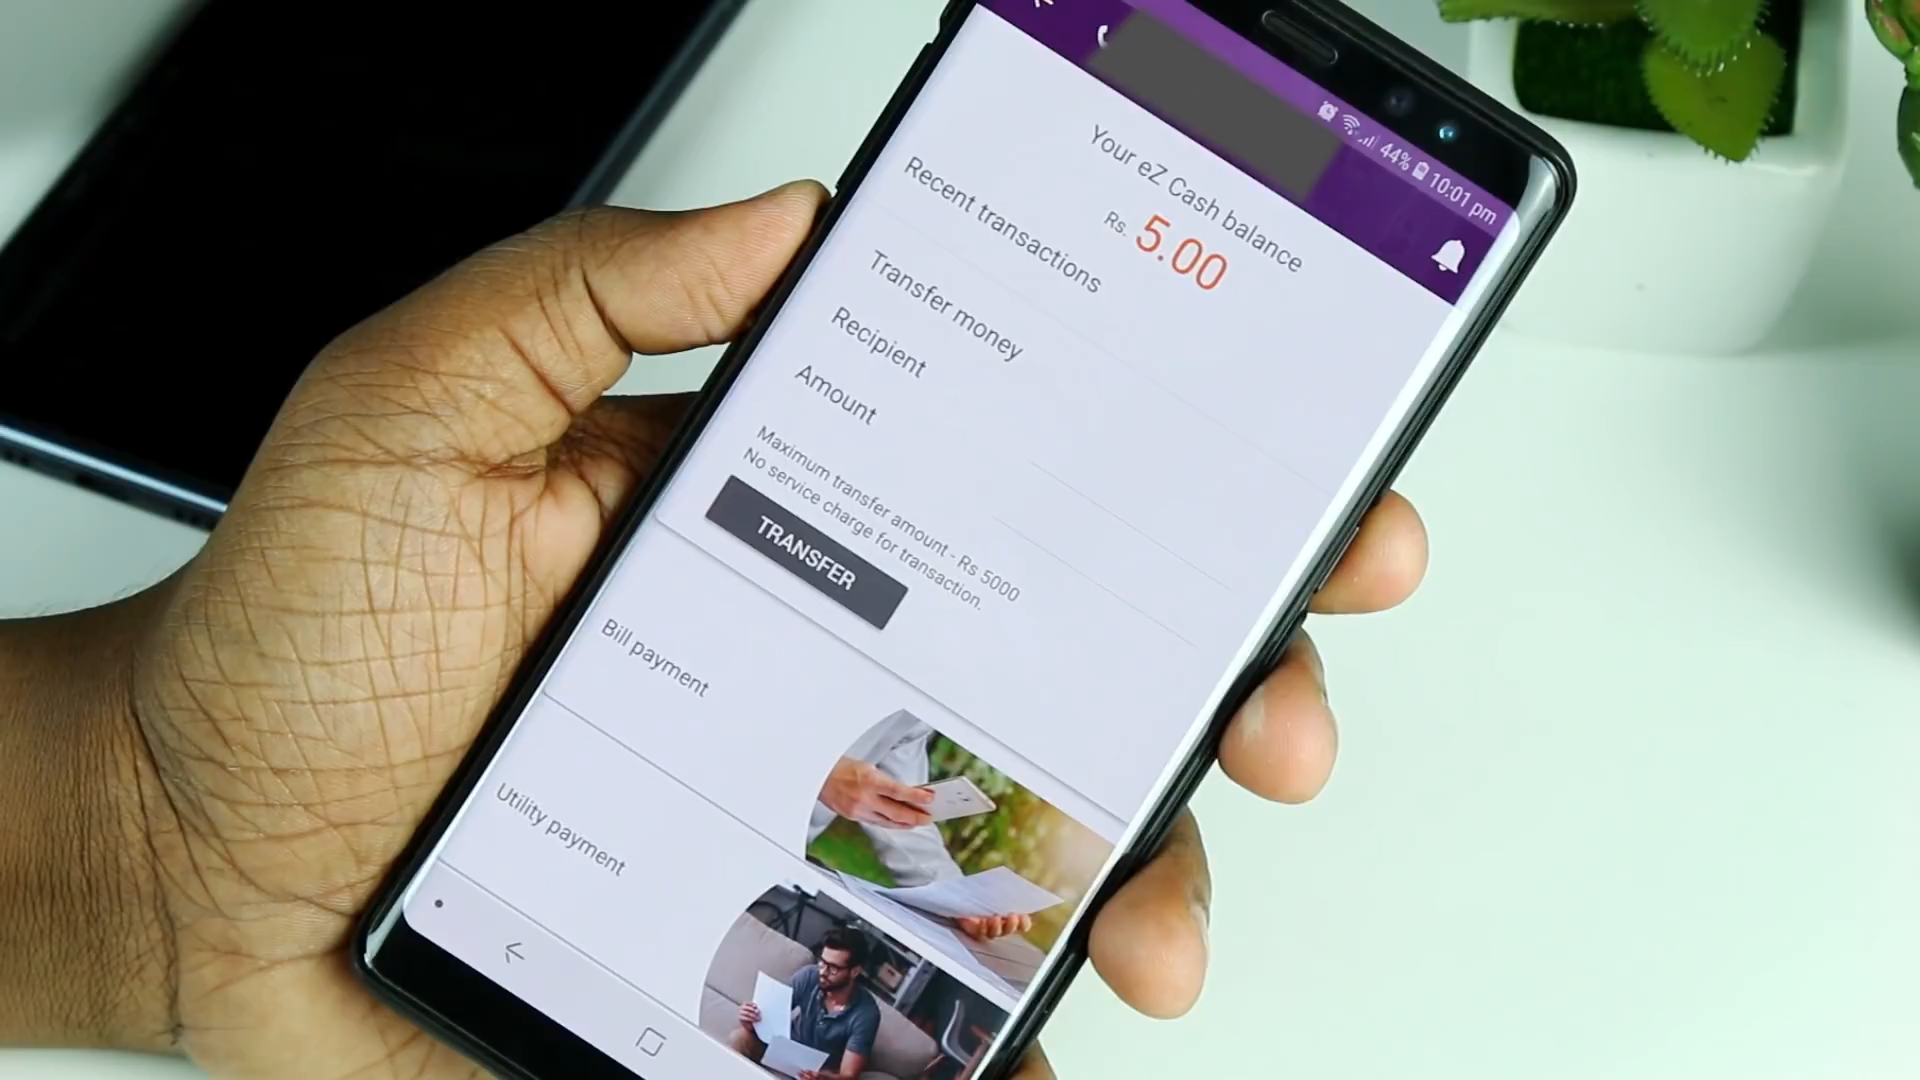 44% 10:01 pm
Your eZ Cash balance
Rs. 5.00
Recent transactions
Transfer money
Recipient
Amount
Maximum transfer amount - Rs 5000
No service charge for transaction.
TRANSFER
Bill payment
Utility payment